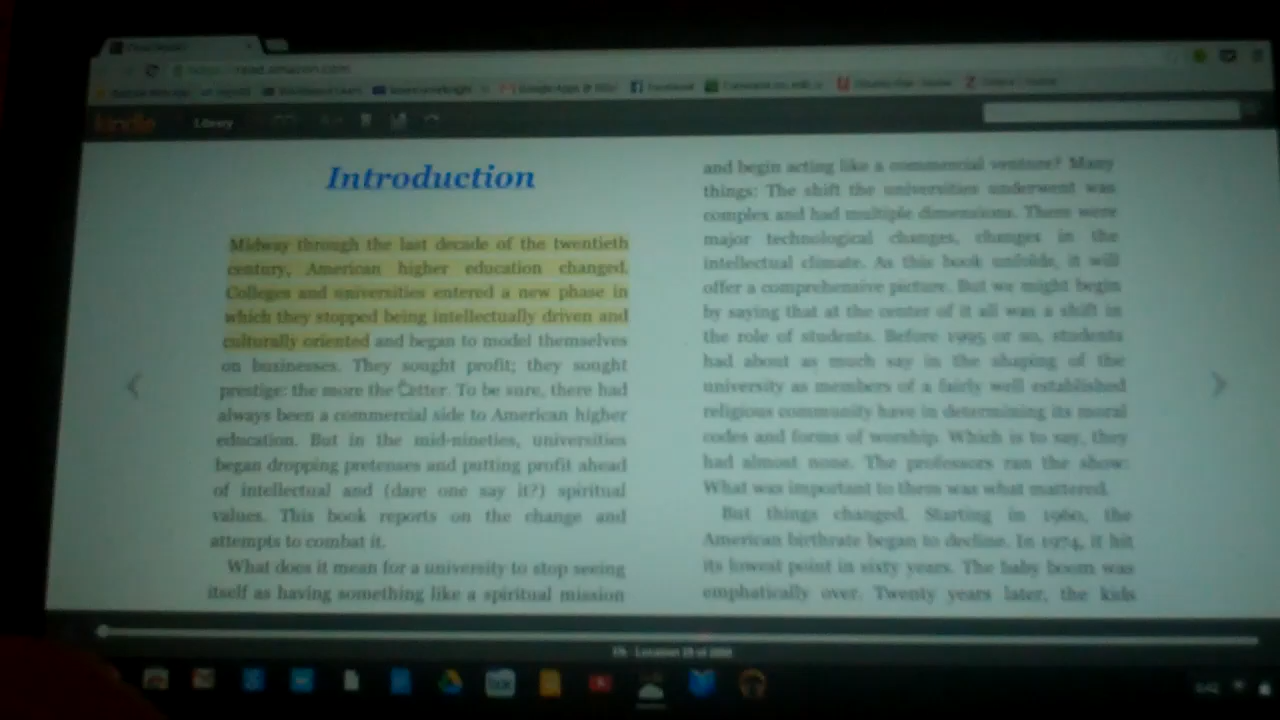 read.amazon.com
Google Apps @
Facebook
kindle
Library
Introduction
Midway through the last decade of the twentieth
century, American higher education changed.
Colleges and universities entered a new phase in
which they stopped being intellectually driven and
culturally oriented and began to model themselves
on businesses. They sought profit; they sought
prestige: the more the better. To be sure, there had
always been a commercial side to American higher
education. But in the mid-nineties, universities
began dropping pretenses and putting profit ahead
of intellectual and (dare one say it?) spiritual
values. This book reports on the change and
attempts to combat it.
What does it mean for a university to stop seeing
itself as having something like a spiritual mission
and begin acting like a commercial venture? Many
things: The shift the universities underwent was
complex and had multiple dimensions. There were
major technological changes, changes in the
intellectual climate. As this book unfolds, it will
offer a comprehensive picture. But we might begin
by saying that at the center of it all was a shift in
the role of students. Before 1995 or so, students
had about as much say in the shaping of the
university as members of a fairly well established
religious community have in determining its moral
codes and forms of worship. Which is to say, they
had almost none. The professors ran the show:
What was important to them was what mattered.
But things changed. Starting in 1960, the
American birthrate began to decline. In 1974, it hit
its lowest point in sixty years. The baby boom was
emphatically over. Twenty years later, the kids
Location